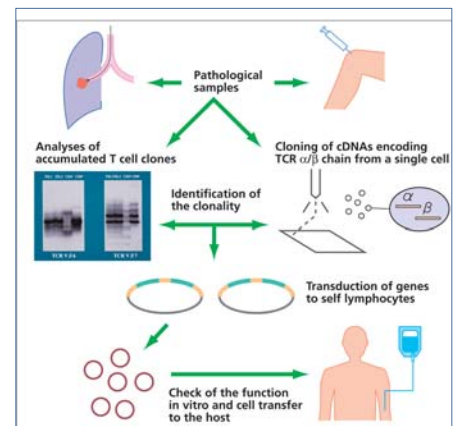 Pathological
samples
Analyses of
accumulated T cell clones
Cloning of cDNAs encoding
TCR α/β chain from a single cell
Identification of
the clonality
TCR V β 6
TCR V β 7
α
β
Transduction of genes
to self lymphocytes
Check of the function
in vitro and cell transfer
to the host